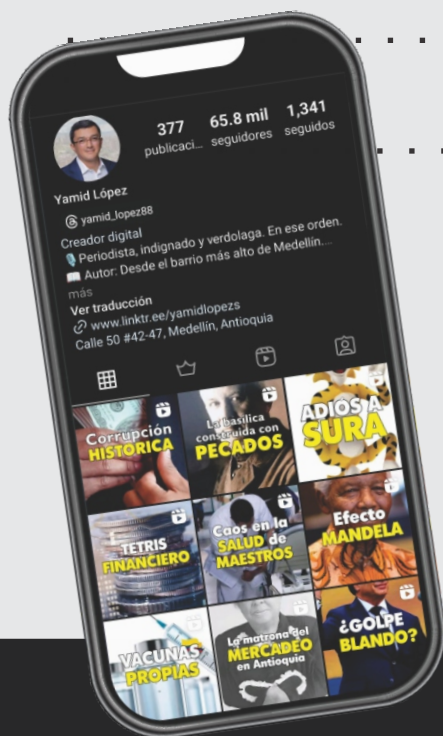 377
publicaci...
65.8 mil
seguidores
1,341
seguidos
Yamid López
yamid_lopez88
Creador digital
Periodista, indignado y verdolaga. En ese orden.
Autor: Desde el barrio más alto de Medellín....
más
Ver traducción
www.linktr.ee/yamidlopezs
Calle 50 #42-47, Medellín, Antioquia
Corrupción
HISTÓRICA
La basílica
construida con
PECADOS
ADIÓS A
SURA
TETRIS
FINANCIERO
Caos en la
SALUD de
MAESTROS
Efecto
MANDELA
VACUNAS
PROPIAS
La matrona del
MERCADEO
en Antioquia
¿GOLPE
BLANDO?